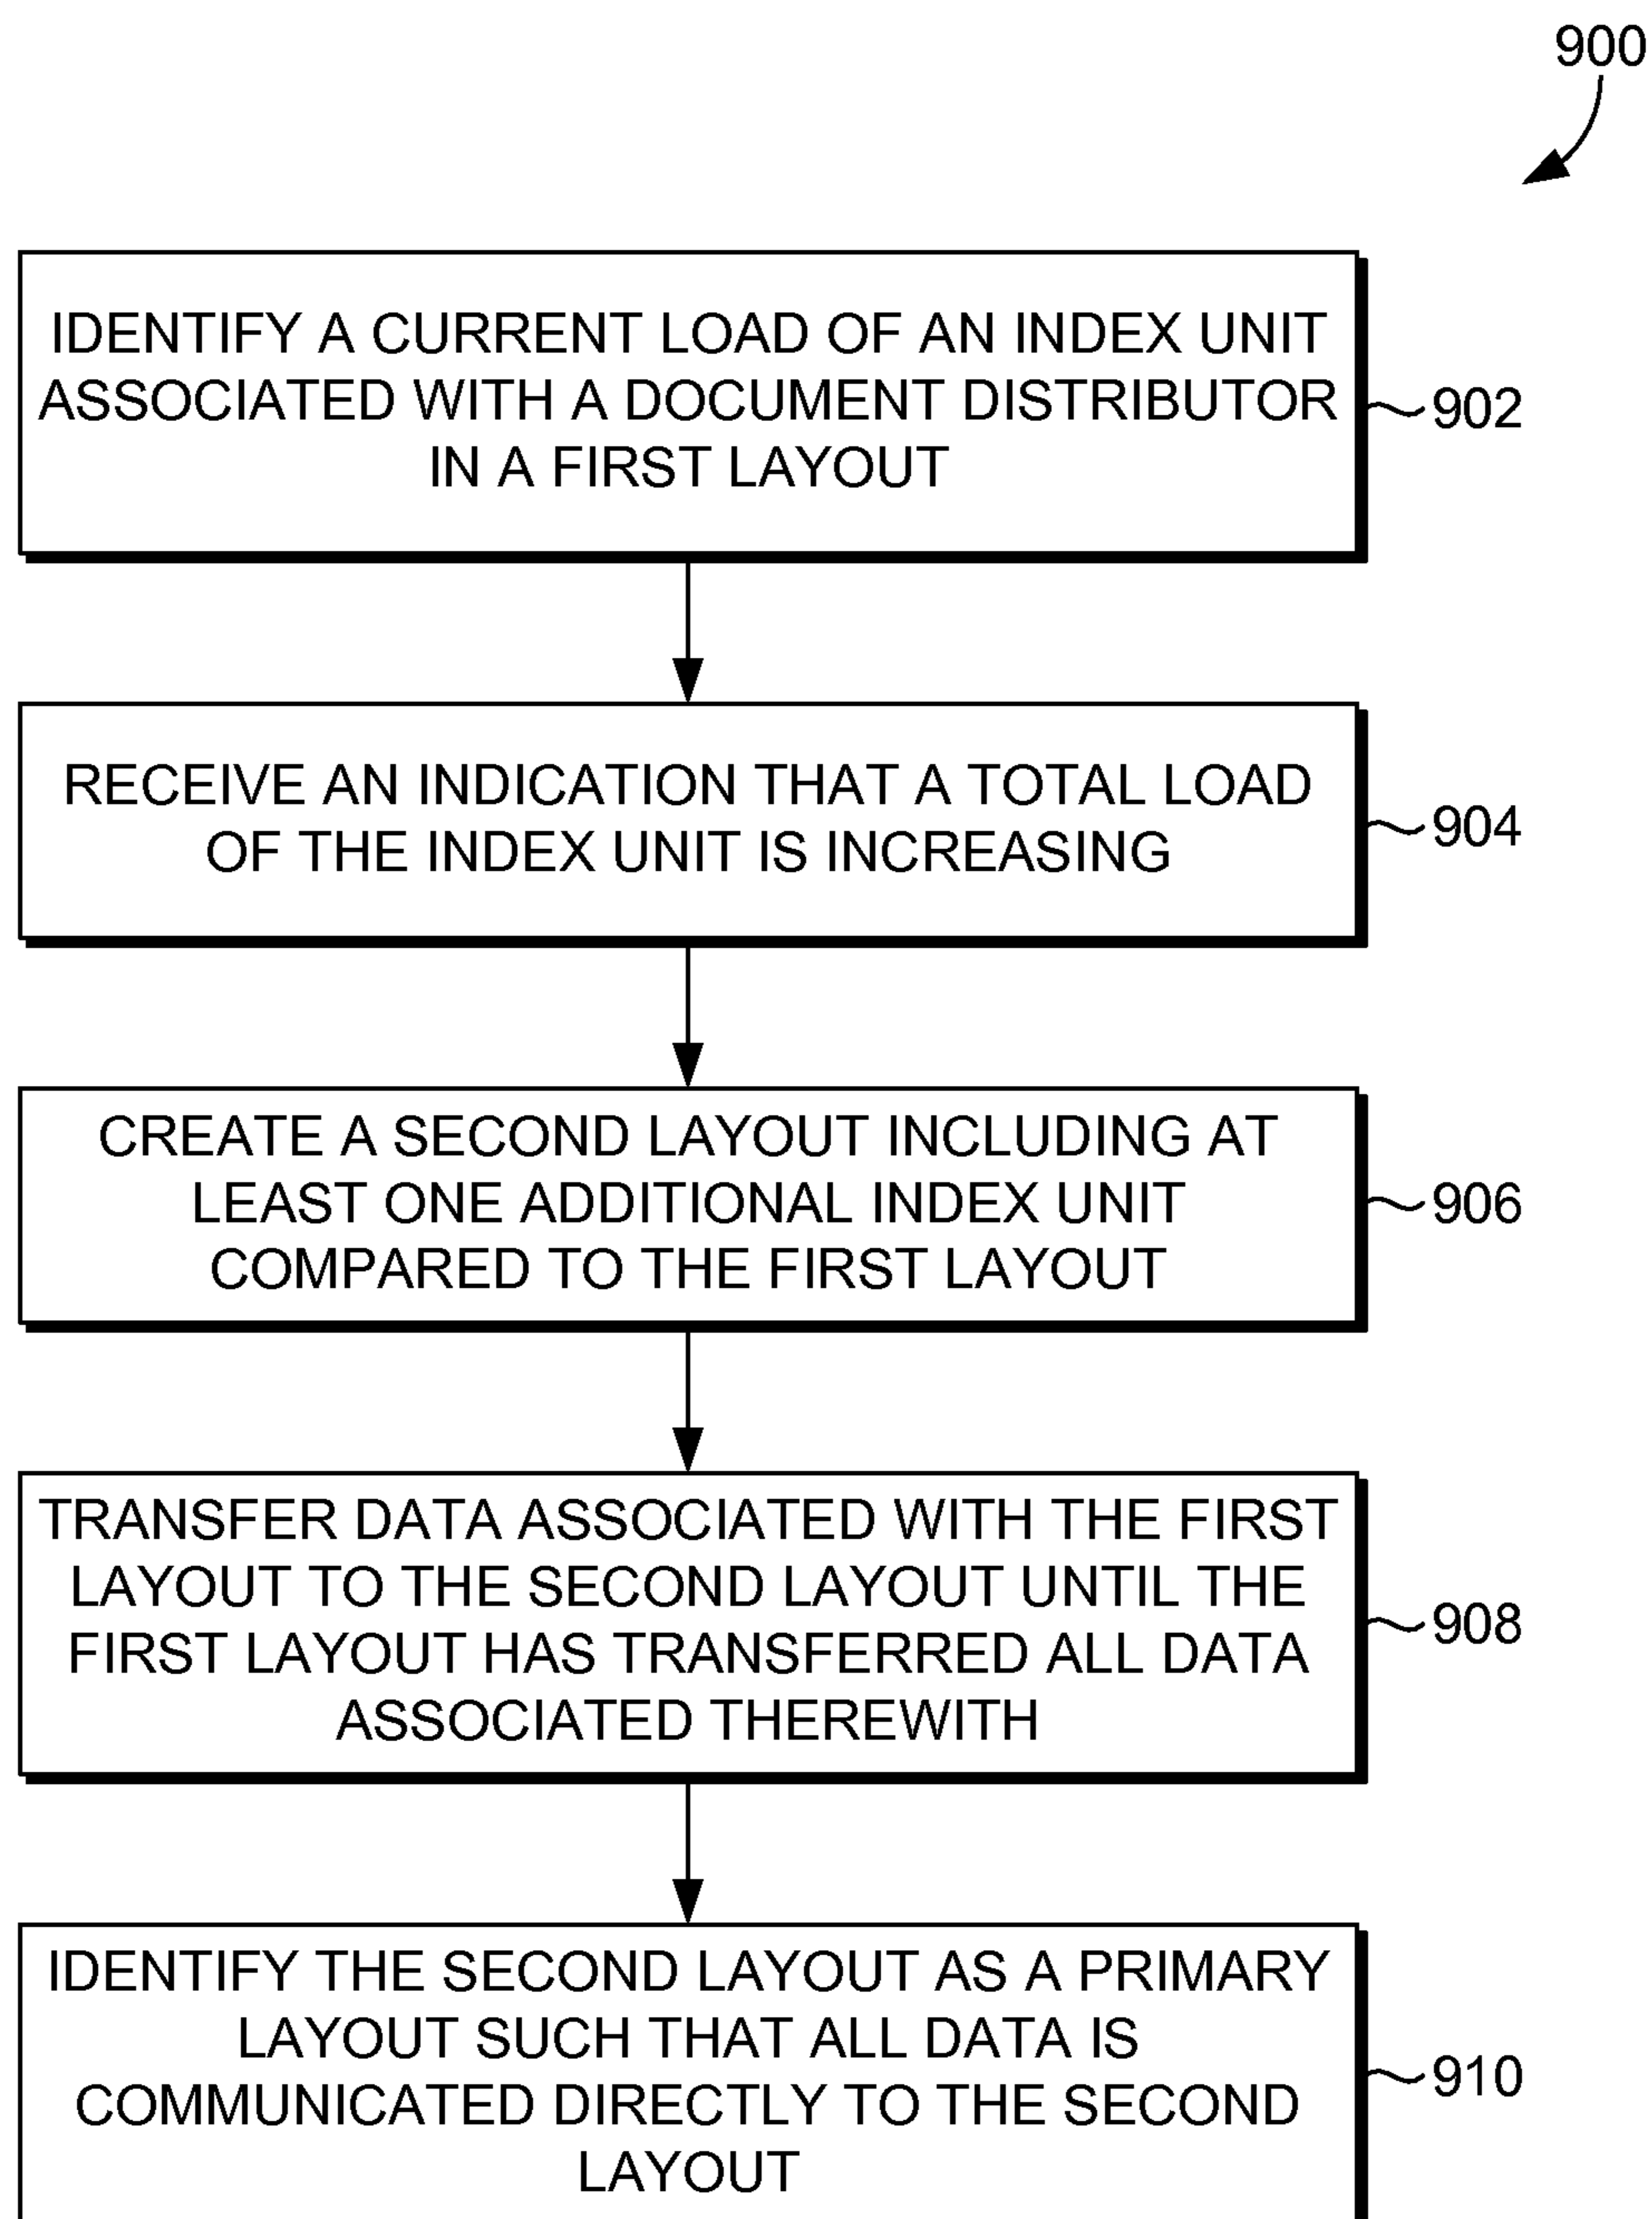 900
IDENTIFY A CURRENT LOAD OF AN INDEX UNIT
ASSOCIATED WITH A DOCUMENT DISTRIBUTOR
IN A FIRST LAYOUT
902
RECEIVE AN INDICATION THAT A TOTAL LOAD
OF THE INDEX UNIT IS INCREASING
904
CREATE A SECOND LAYOUT INCLUDING AT
LEAST ONE ADDITIONAL INDEX UNIT
COMPARED TO THE FIRST LAYOUT
906
TRANSFER DATA ASSOCIATED WITH THE FIRST
LAYOUT TO THE SECOND LAYOUT UNTIL THE
FIRST LAYOUT HAS TRANSFERRED ALL DATA
ASSOCIATED THEREWITH
908
IDENTIFY THE SECOND LAYOUT AS A PRIMARY
LAYOUT SUCH THAT ALL DATA IS
COMMUNICATED DIRECTLY TO THE SECOND
LAYOUT
910